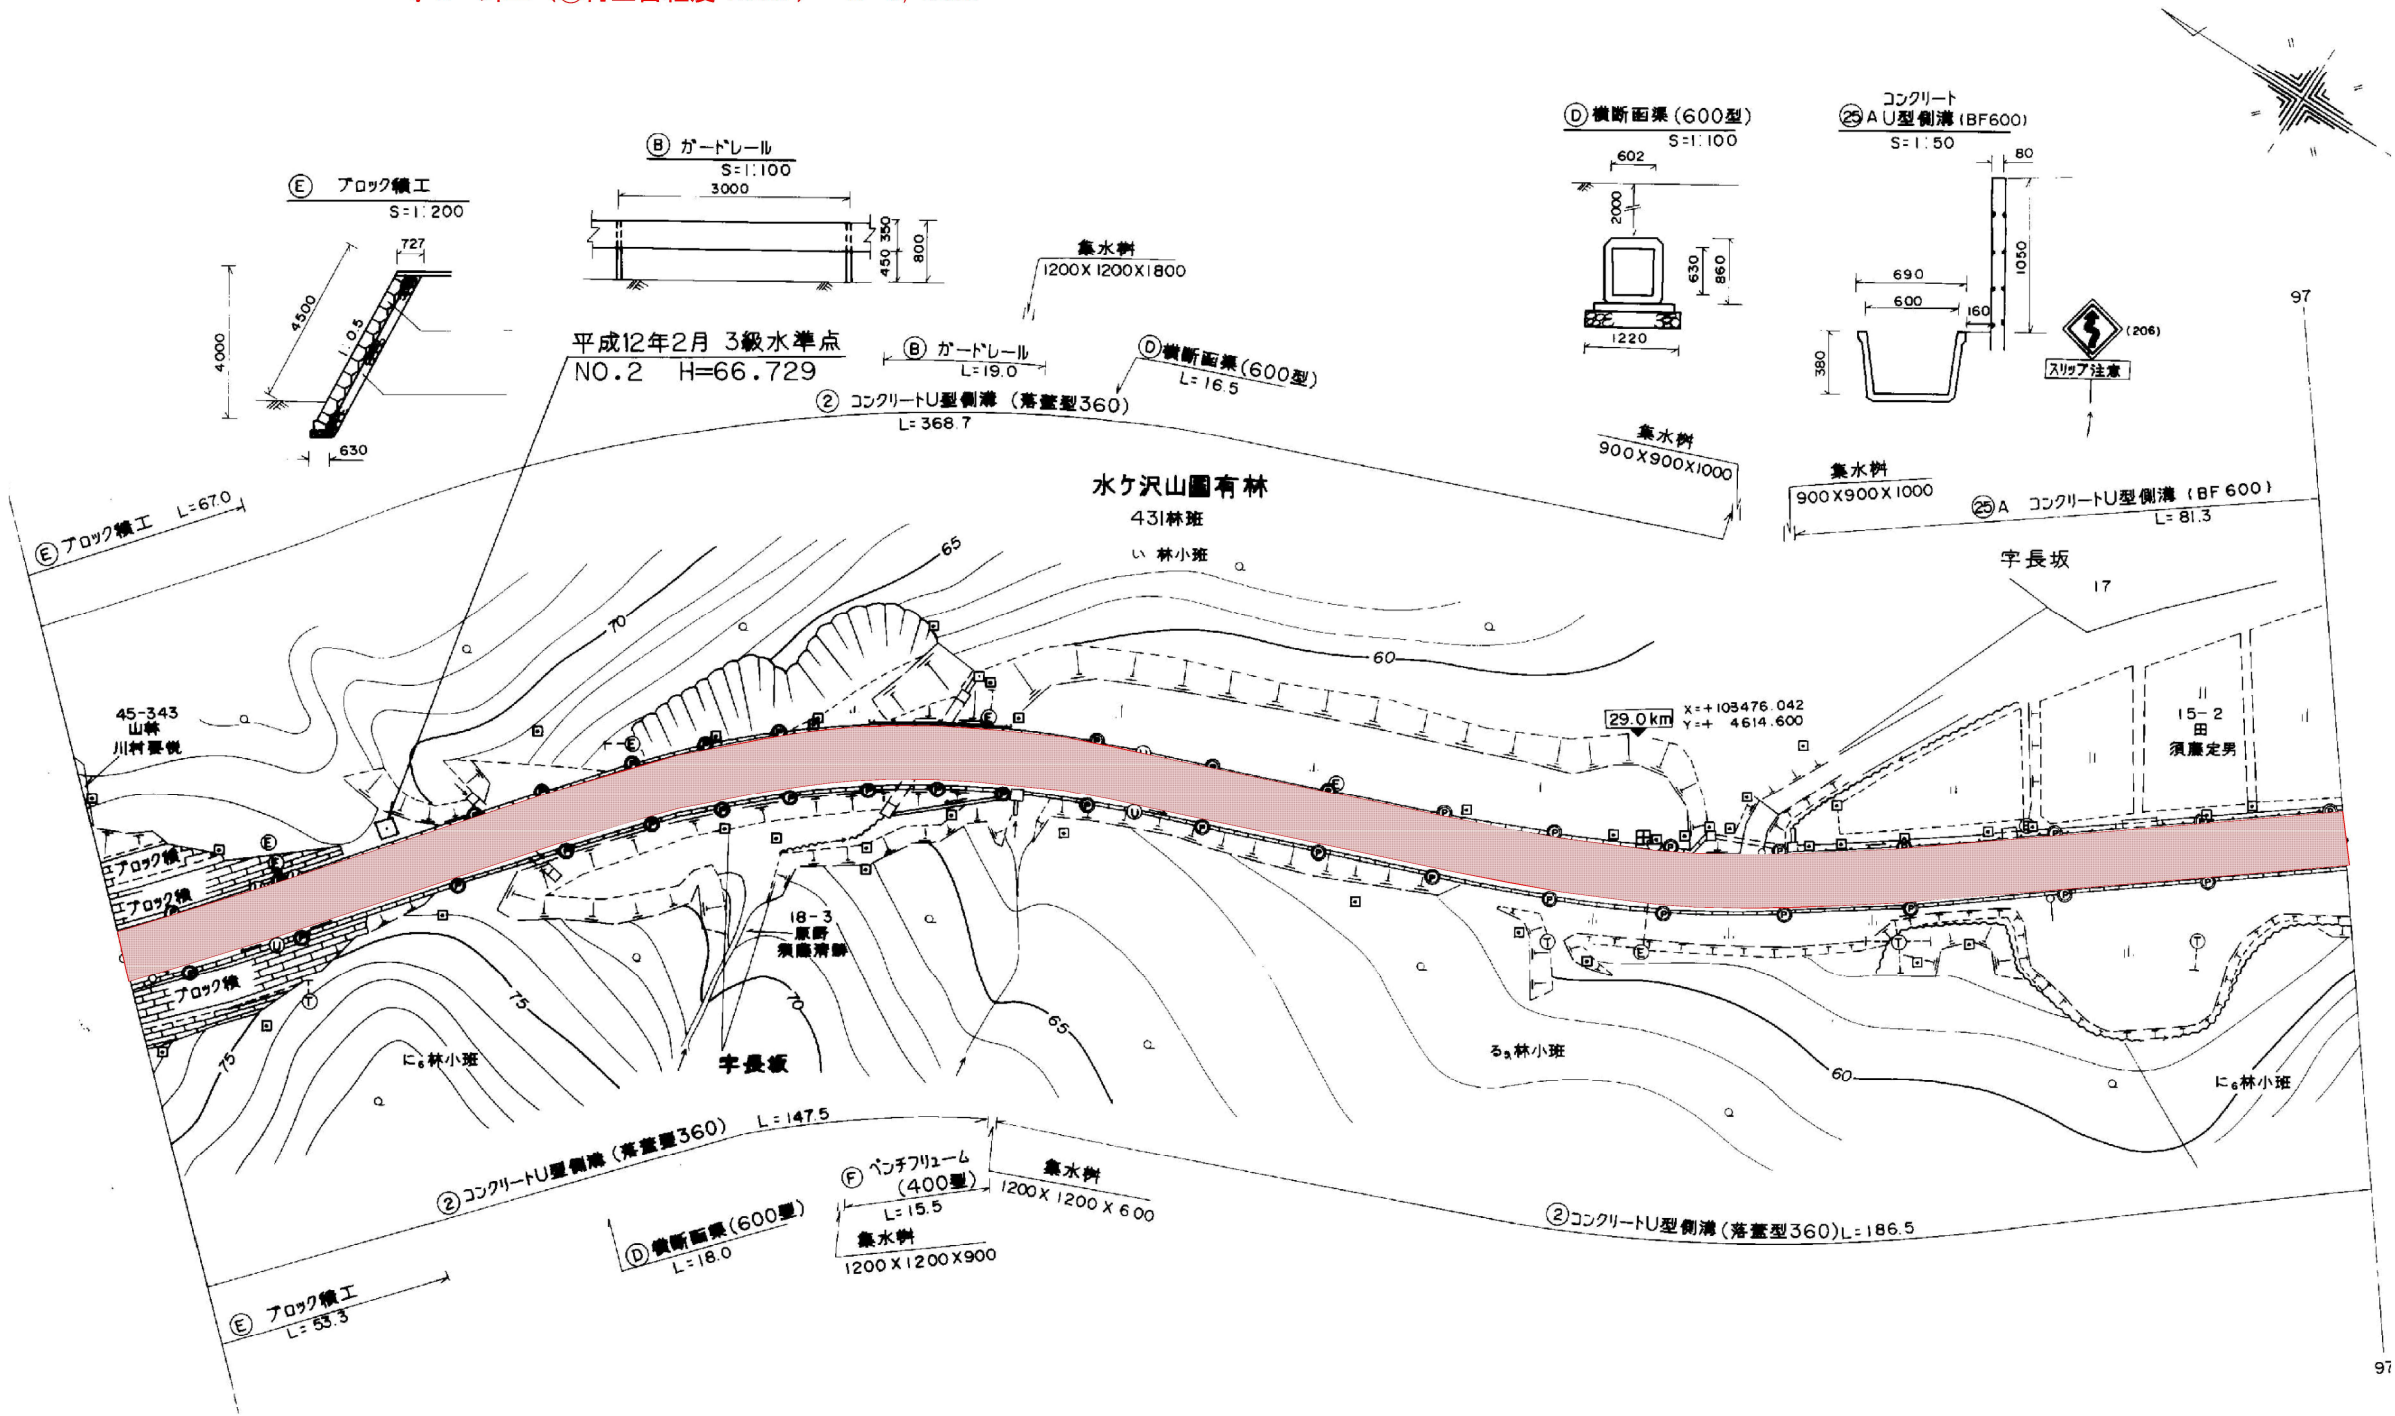 Ⓔ ブロック積工
S=1:200
727
4500
4000
1:0.5
630
Ⓑ ガードレール
S=1:100
3000
350
450
800
集水桝
1200X1200X1800
平成12年2月 3級水準点
NO.2 H=66.729
Ⓑ ガードレール
L=19.0
Ⓓ横断函渠(600型)
L=16.5
② コンクリートU型側溝 (落蓋型360)
L=368.7
Ⓓ横断函渠(600型)
S=1:100
602
2000
630
860
1220
コンクリート
㉕A U型側溝(BF600)
S=1:50
80
690
600
160
1050
380
(206)
スリップ注意
97
集水桝
900X900X1000
集水桝
900X900X1000
㉕A コンクリートU型側溝 (BF600)
L=81.3
Ⓔブロック積工 L=67.0
水ケ沢山国有林
431林班
い 林小班
字長坂
17
65
70
60
45-343
山林
29.0km
X=+103476.042
Y=+ 4614.600
15-2
田
須藤定男
ブロック積
ブロック積
ブロック積
18-3
原野
75
75
70
65
60
に6林小班
字長坂
林小班
に6林小班
②コンクリートU型側溝(落蓋型360) L=147.5
Ⓓ横断函渠(600型)
L=18.0
Ⓕ ベンチフリューム
(400型)
L=15.5
集水桝
1200X1200X900
集水桝
1200X1200X600
②コンクリートU型側溝(落蓋型360)L=186.5
Ⓔ ブロック積工
L=53.3
97